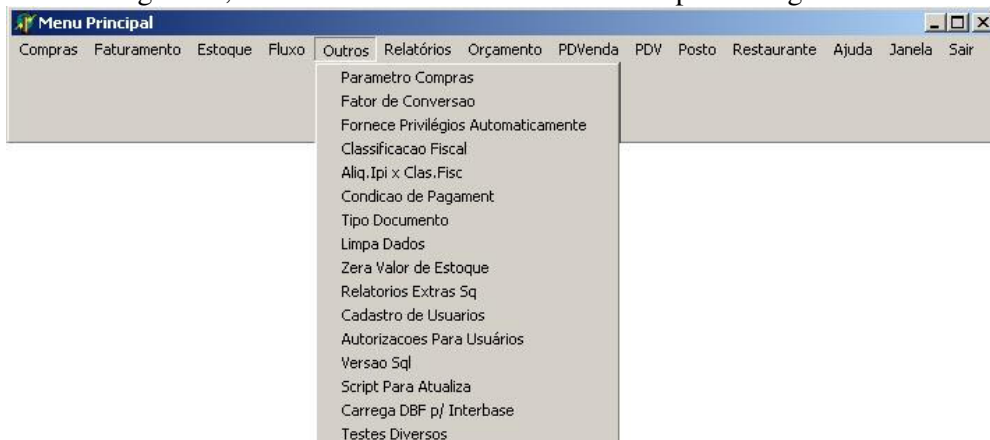 Menu Principal
Compras Faturamento Estoque Fluxo Outros Relatórios Orçamento PDVenda PDV Posto Restaurante Ajuda Janela Sair
Parametro Compras
Fator de Conversao
Fornece Privilégios Automaticamente
Classificacao Fiscal
Aliq.Ipi x Clas.Fisc
Condicao de Pagament
Tipo Documento
Limpa Dados
Zera Valor de Estoque
Relatorios Extras Sq
Cadastro de Usuarios
Autorizacoes Para Usuários
Versao Sql
Script Para Atualiza
Carrega DBF p/ Interbase
Testes Diversos